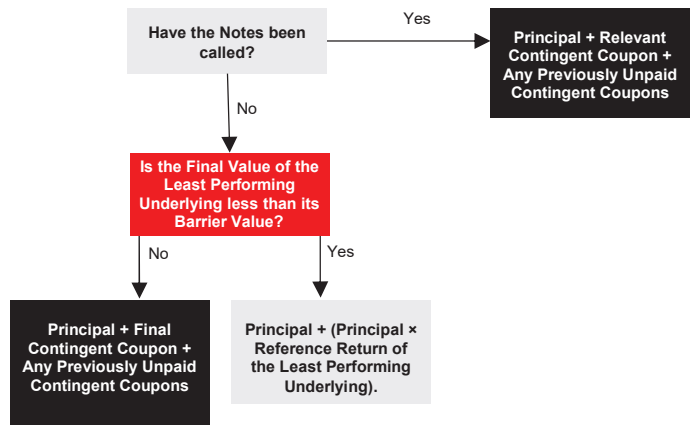 Have the Notes been
called?
Yes
Principal + Relevant
Contingent Coupon +
Any Previously Unpaid
Contingent Coupons
No
Is the Final Value of the
Least Performing
Underlying less than its
Barrier Value?
No
Yes
Principal + Final
Contingent Coupon +
Any Previously Unpaid
Contingent Coupons
Principal + (Principal ×
Reference Return of
the Least Performing
Underlying).